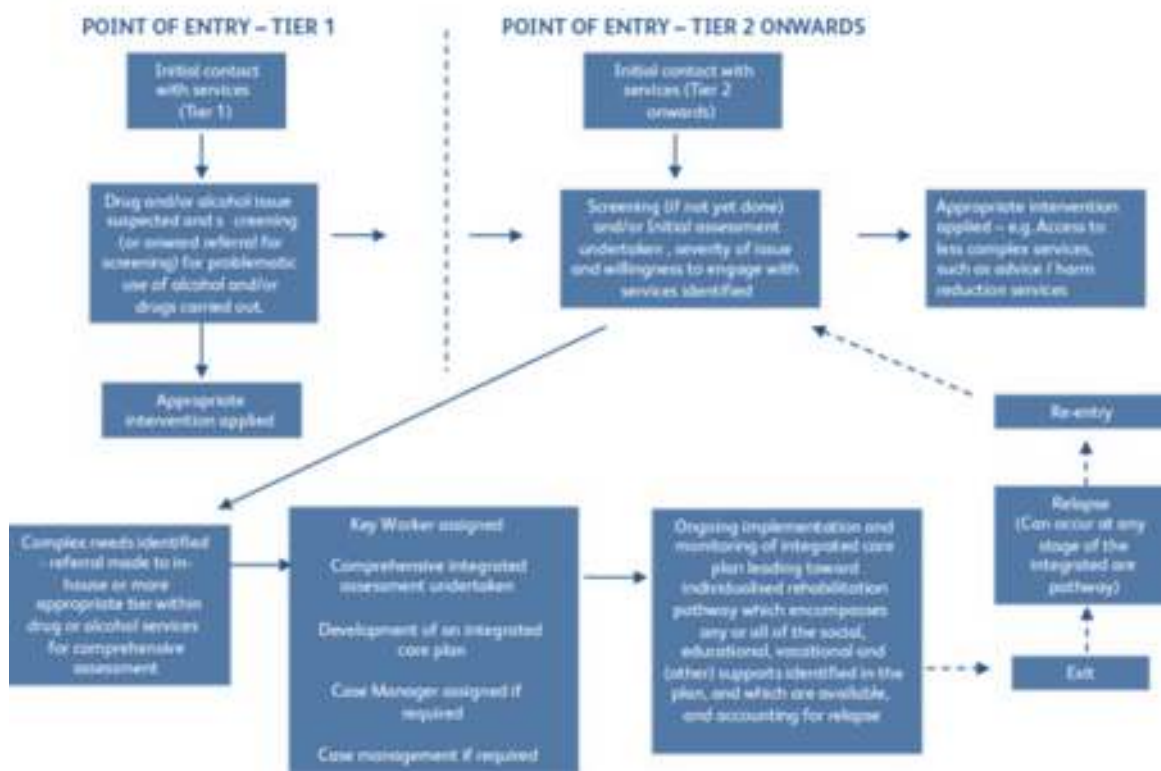 POINT OF ENTRY – TIER 1
POINT OF ENTRY – TIER 2 ONWARDS
Initial contact
with services
(Tier 1)
Initial contact with
services (Tier 2
onwards)
Drug and/or alcohol issue
suspected and s creening
(or onward referral for
screening) for problematic
use of alcohol and/or
drugs carried out.
Screening (if not yet done)
and/or Initial assessment
undertaken , severity of issue
and willingness to engage with
services identified
Appropriate intervention
applied – e.g. Access to
less complex services,
such as advice / harm
reduction services
Appropriate
intervention applied
Re-entry
Relapse
(Can occur at any
stage of the
integrated are
pathway)
Exit
Complex needs identified
- referral made to in-
house or more
appropriate tier within
drug or alcohol services
for comprehensive
assessment
Key Worker assigned
Comprehensive integrated
assessment undertaken
Development of an integrated
care plan
Case Manager assigned if
required
Case management if required
Ongoing implementation and
monitoring of integrated care
plan leading toward
individualised rehabilitation
pathway which encompasses
any or all of the social,
educational, vocational and
(other) supports identified in the
plan, and which are available,
and accounting for relapse